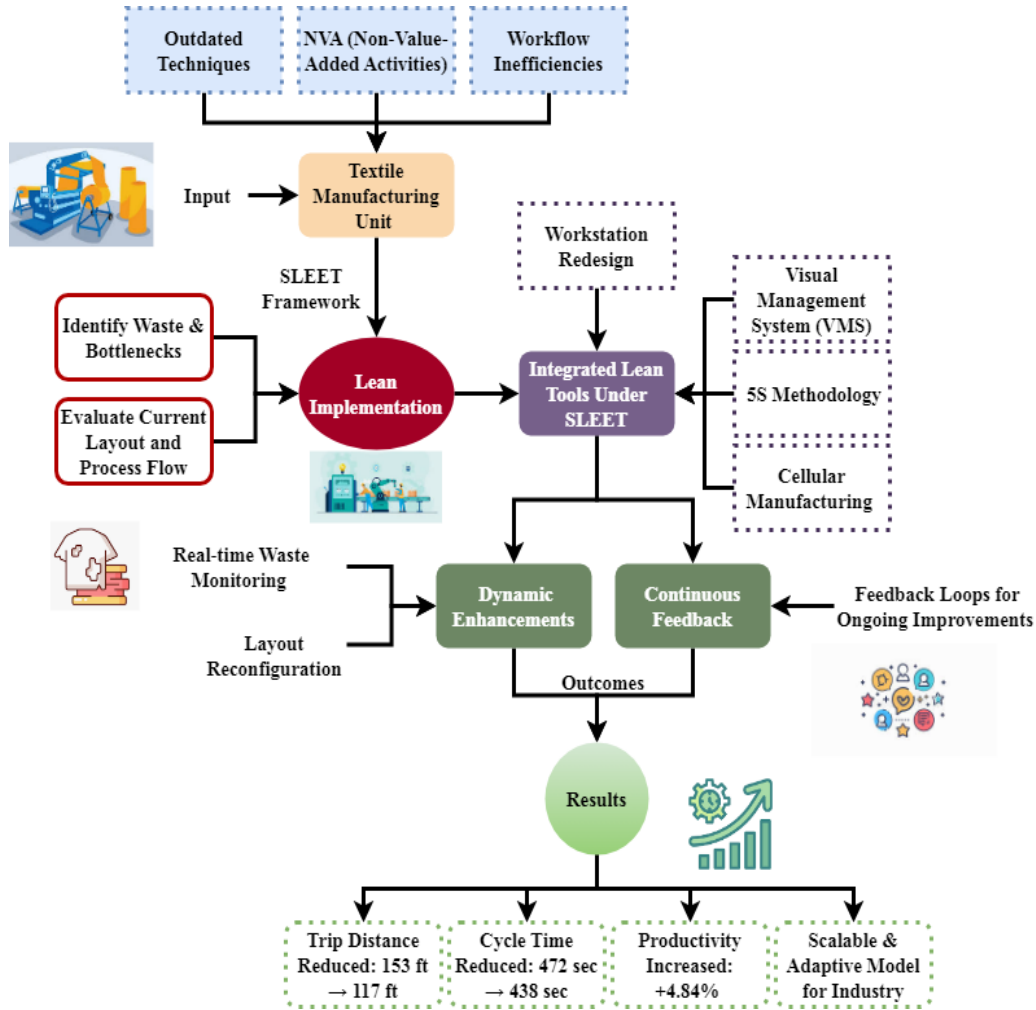 Outdated
Techniques
NVA (Non-Value-
Added Activities)
Workflow
Inefficiencies
Input
Textile
Manufacturing
Unit
SLEET
Framework
Workstation
Redesign
Visual
Management
System (VMS)
Identify Waste &
Bottlenecks
Evaluate Current
Layout and
Process Flow
Lean
Implementation
Integrated Lean
Tools Under
SLEET
5S Methodology
Cellular
Manufacturing
Real-time Waste
Monitoring
Layout
Reconfiguration
Dynamic
Enhancements
Continuous
Feedback
Feedback Loops for
Ongoing Improvements
Outcomes
Results
Trip Distance
Reduced: 153 ft
→ 117 ft
Cycle Time
Reduced: 472 sec
→ 438 sec
Productivity
Increased:
+4.84%
Scalable &
Adaptive Model
for Industry